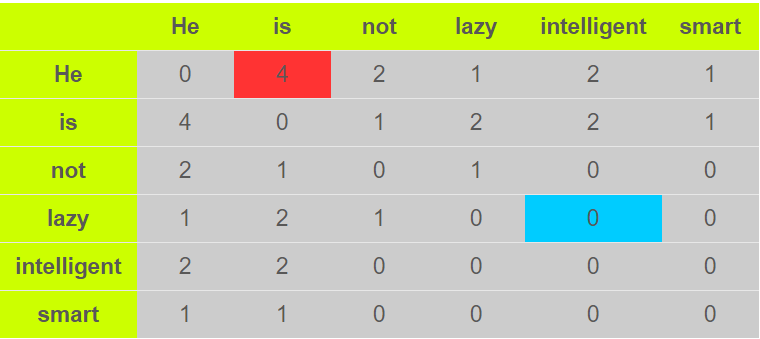 He is not lazy intelligent smart
He 0 4 2 1 2 1
is 4 0 1 2 2 1
not 2 1 0 1 0 0
lazy 1 2 1 0 0 0
intelligent 2 2 0 0 0 0
smart 1 1 0 0 0 0